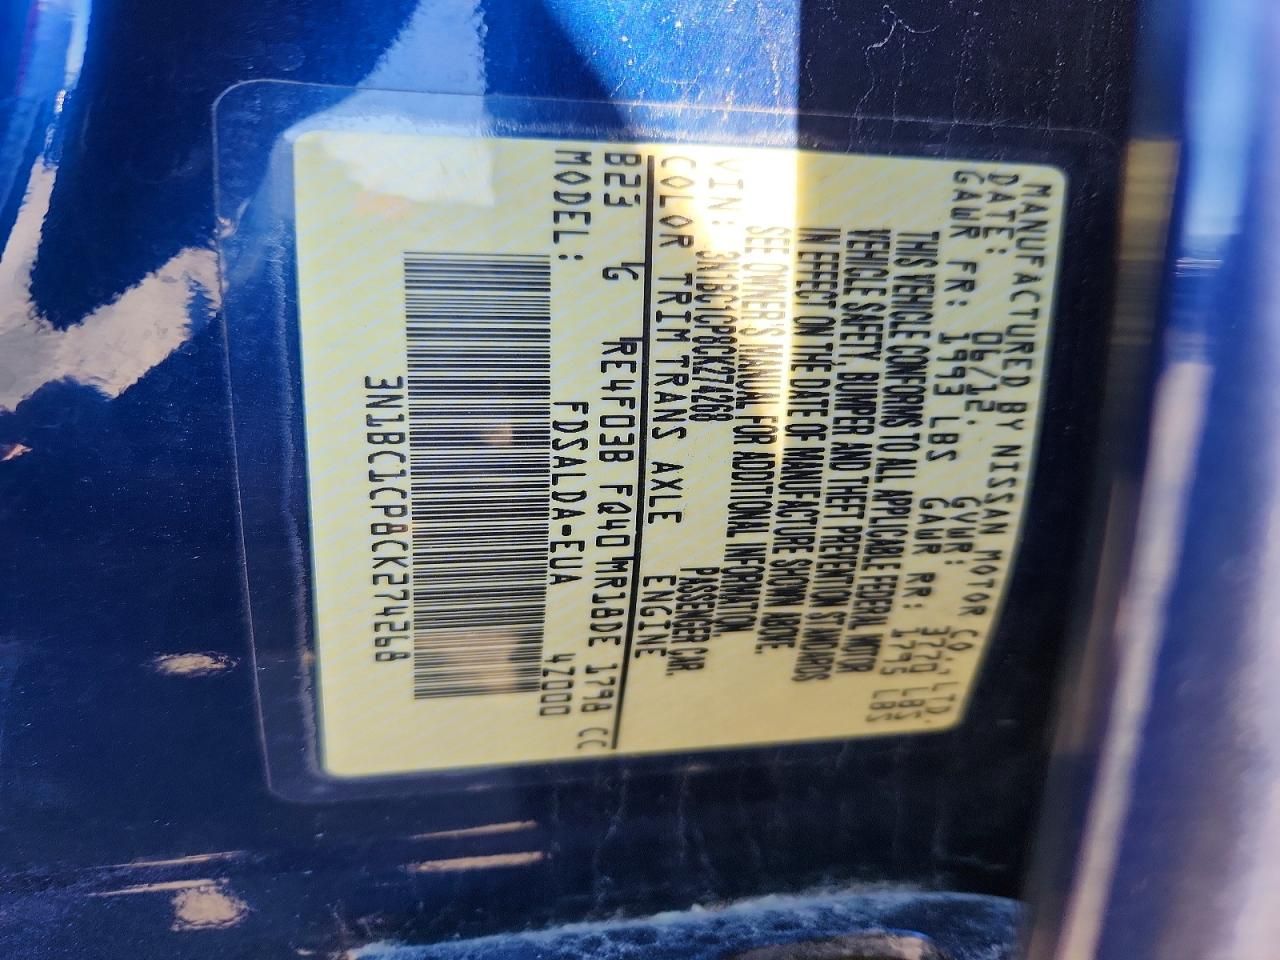 MANUFACTURED BY NISSAN MOTOR CO., LTD.
DATE: 06/12. GVWR: 3770 LBS
GAWR FR: 1993 LBS GAWR RR: 1795 LBS
THIS VEHICLE CONFORMS TO ALL APPLICABLE FEDERAL MOTOR
VEHICLE SAFETY, BUMPER AND THEFT PREVENTION STANDARDS
IN EFFECT ON THE DATE OF MANUFACTURE SHOWN ABOVE.
SEE OWNER'S MANUAL FOR ADDITIONAL INFORMATION.
VIN: 3N1BC1CP8CK274268 PASSENGER CAR.
COLOR TRIM TRANS AXLE ENGINE
B23 G RE4F03B FQ40 MR18DE 1798 CC
MODEL: FDSALDA-EUA 4Z000
3N1BC1CP8CK274268